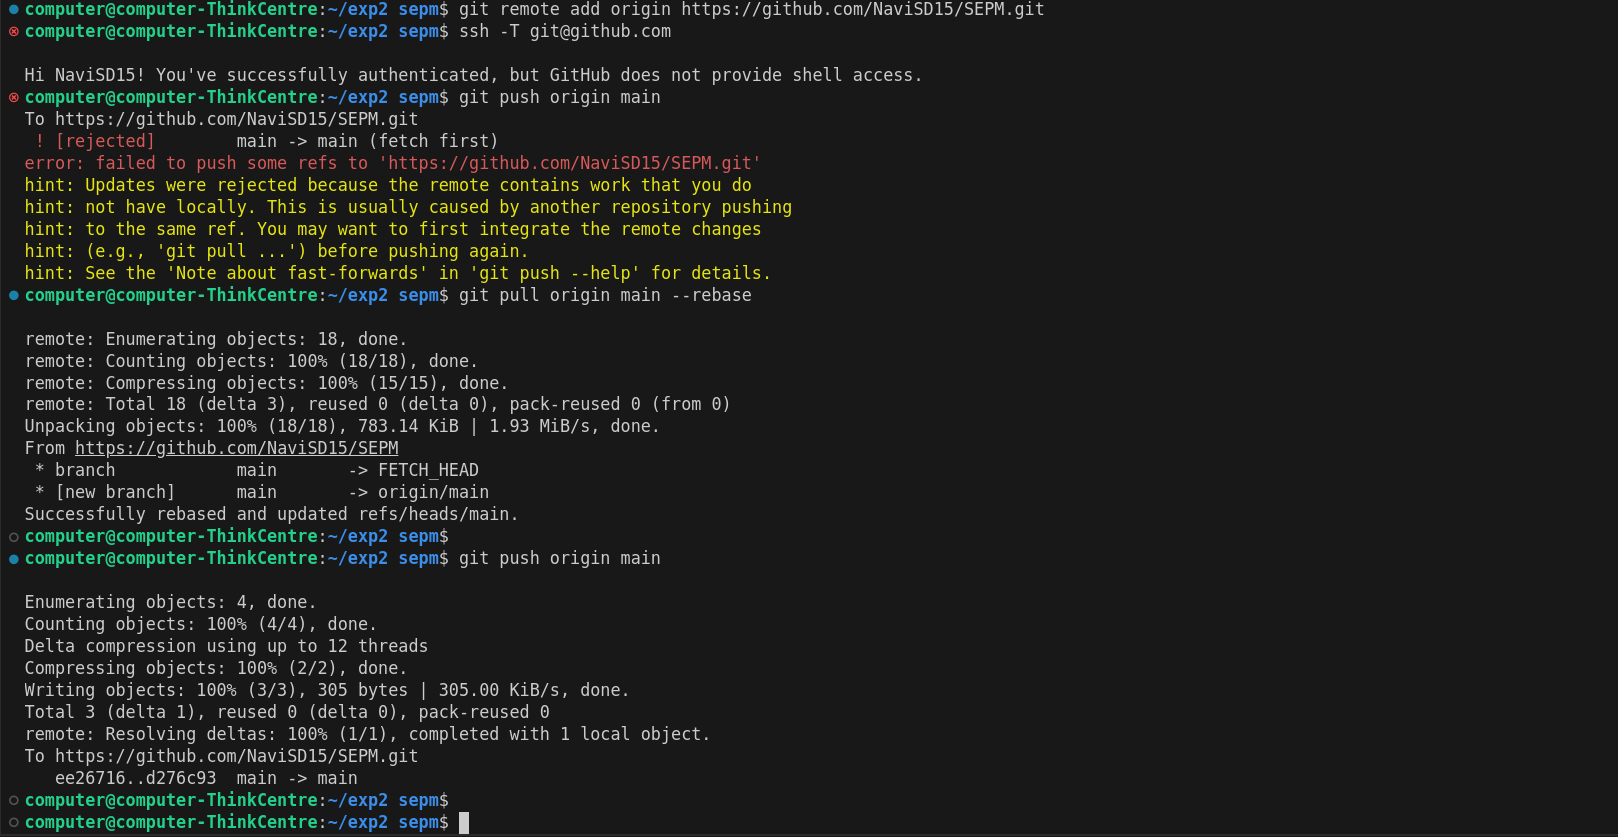 computer@computer-ThinkCentre:~/exp2 sepm$ git remote add origin https://github.com/NaviSD15/SEPM.git
computer@computer-ThinkCentre:~/exp2 sepm$ ssh -T git@github.com
Hi NaviSD15! You've successfully authenticated, but GitHub does not provide shell access.
computer@computer-ThinkCentre:~/exp2 sepm$ git push origin main
To https://github.com/NaviSD15/SEPM.git
 ! [rejected]        main -> main (fetch first)
error: failed to push some refs to 'https://github.com/NaviSD15/SEPM.git'
hint: Updates were rejected because the remote contains work that you do
hint: not have locally. This is usually caused by another repository pushing
hint: to the same ref. You may want to first integrate the remote changes
hint: (e.g., 'git pull ...') before pushing again.
hint: See the 'Note about fast-forwards' in 'git push --help' for details.
computer@computer-ThinkCentre:~/exp2 sepm$ git pull origin main --rebase
remote: Enumerating objects: 18, done.
remote: Counting objects: 100% (18/18), done.
remote: Compressing objects: 100% (15/15), done.
remote: Total 18 (delta 3), reused 0 (delta 0), pack-reused 0 (from 0)
Unpacking objects: 100% (18/18), 783.14 KiB | 1.93 MiB/s, done.
From https://github.com/NaviSD15/SEPM
 * branch            main       -> FETCH_HEAD
 * [new branch]      main       -> origin/main
Successfully rebased and updated refs/heads/main.
computer@computer-ThinkCentre:~/exp2 sepm$
computer@computer-ThinkCentre:~/exp2 sepm$ git push origin main
Enumerating objects: 4, done.
Counting objects: 100% (4/4), done.
Delta compression using up to 12 threads
Compressing objects: 100% (2/2), done.
Writing objects: 100% (3/3), 305 bytes | 305.00 KiB/s, done.
Total 3 (delta 1), reused 0 (delta 0), pack-reused 0
remote: Resolving deltas: 100% (1/1), completed with 1 local object.
To https://github.com/NaviSD15/SEPM.git
   ee26716..d276c93  main -> main
computer@computer-ThinkCentre:~/exp2 sepm$
computer@computer-ThinkCentre:~/exp2 sepm$